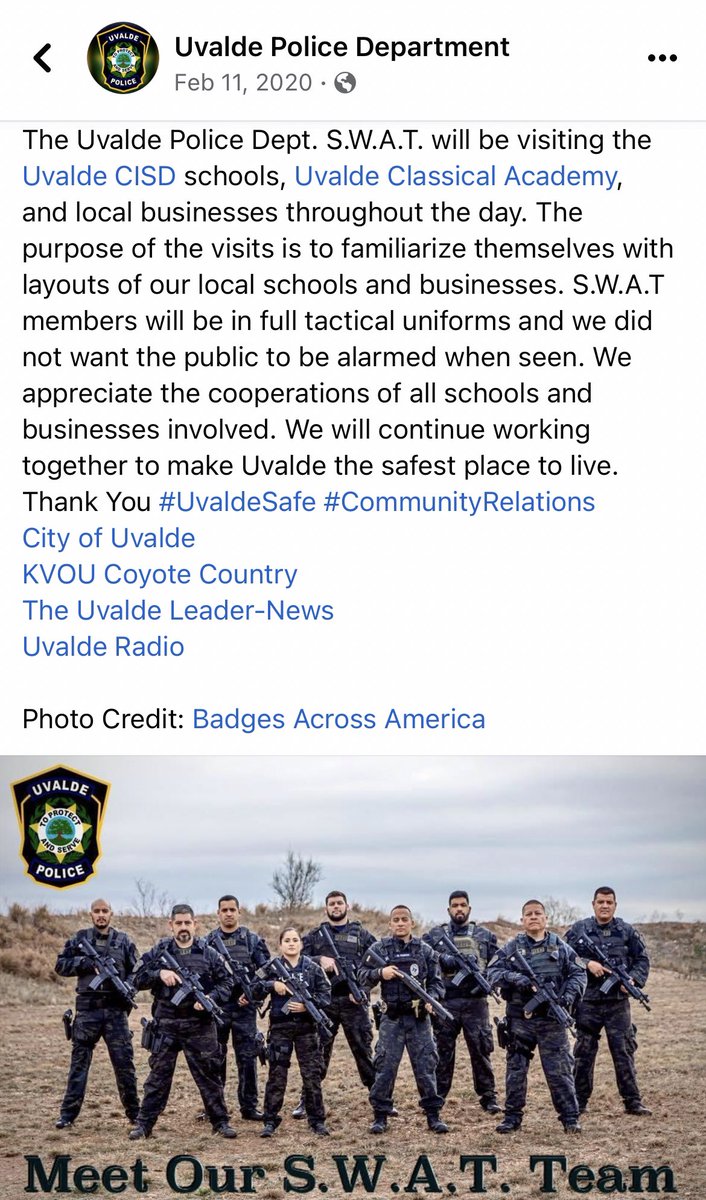 Uvalde Police Department
Feb 11, 2020 ·
The Uvalde Police Dept. S.W.A.T. will be visiting the
Uvalde CISD schools, Uvalde Classical Academy,
and local businesses throughout the day. The
purpose of the visits is to familiarize themselves with
layouts of our local schools and businesses. S.W.A.T
members will be in full tactical uniforms and we did
not want the public to be alarmed when seen. We
appreciate the cooperations of all schools and
businesses involved. We will continue working
together to make Uvalde the safest place to live.
Thank You #UvaldeSafe #CommunityRelations
City of Uvalde
KVOU Coyote Country
The Uvalde Leader-News
Uvalde Radio
Photo Credit: Badges Across America
UVALDE
TO PROTECT
AND SERVE
POLICE
Meet Our S.W.A.T. Team